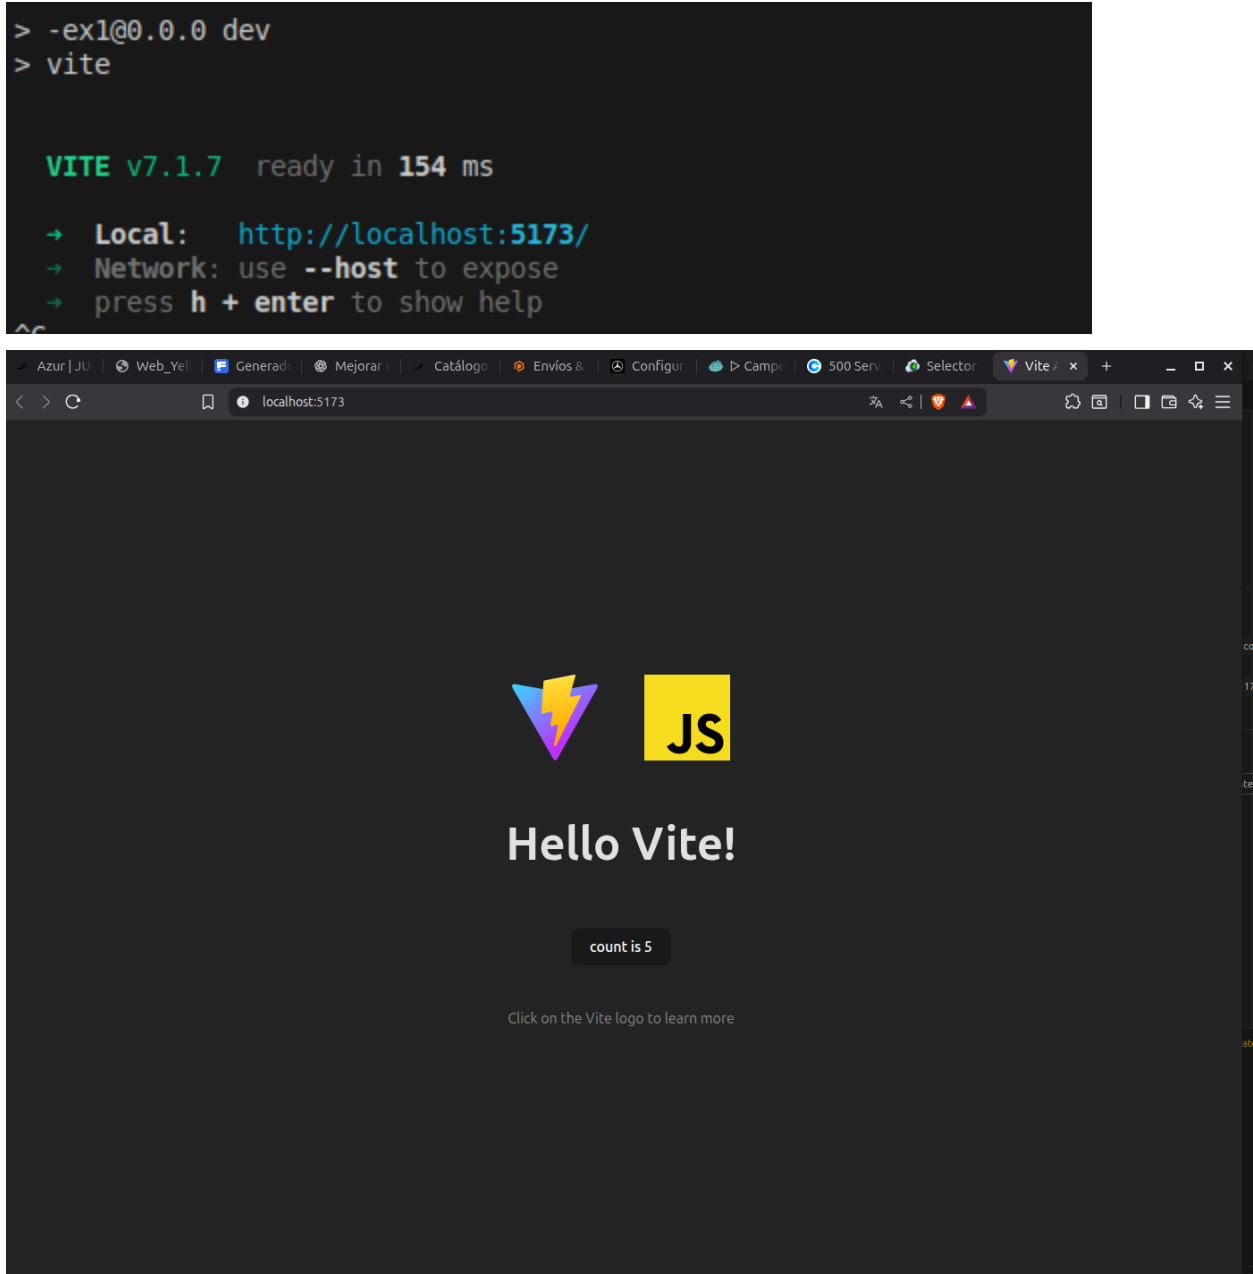 > -ex1@0.0.0 dev
> vite
VITE v7.1.7 ready in 154 ms
➜ Local: http://localhost:5173/
➜ Network: use --host to expose
➜ press h + enter to show help
^C
Azur | JU Web_Yel Generad Mejorar s Catálogo Envíos & Configur ▷ Campe 500 Serv Selector Vite
localhost:5173
JS
Hello Vite!
count is 5
Click on the Vite logo to learn more